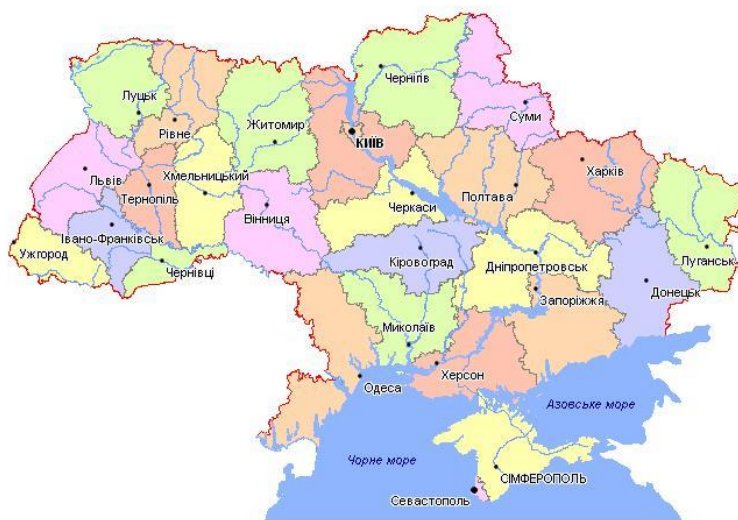 Чернігів
Луцьк
Суми
Рівне
Житомир
КИЇВ
Львів
Хмельницький
Харків
Тернопіль
Полтава
Черкаси
Вінниця
Івано-Франківськ
Ужгород
Кіровоград
Луганськ
Чернівці
Дніпропетровськ
Донецьк
Запоріжжя
Миколаїв
Херсон
Одеса
Азовське море
Чорне море
СІМФЕРОПОЛЬ
Севастополь